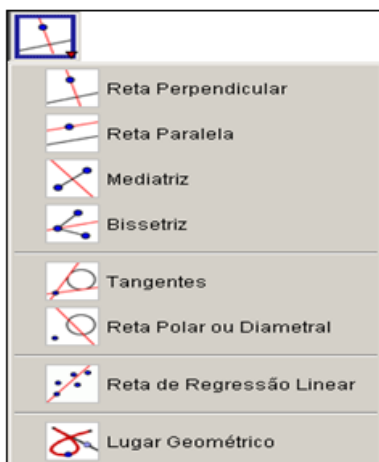 Reta Perpendicular
Reta Paralela
Mediatriz
Bissetriz
Tangentes
Reta Polar ou Diametral
Reta de Regressão Linear
Lugar Geométrico